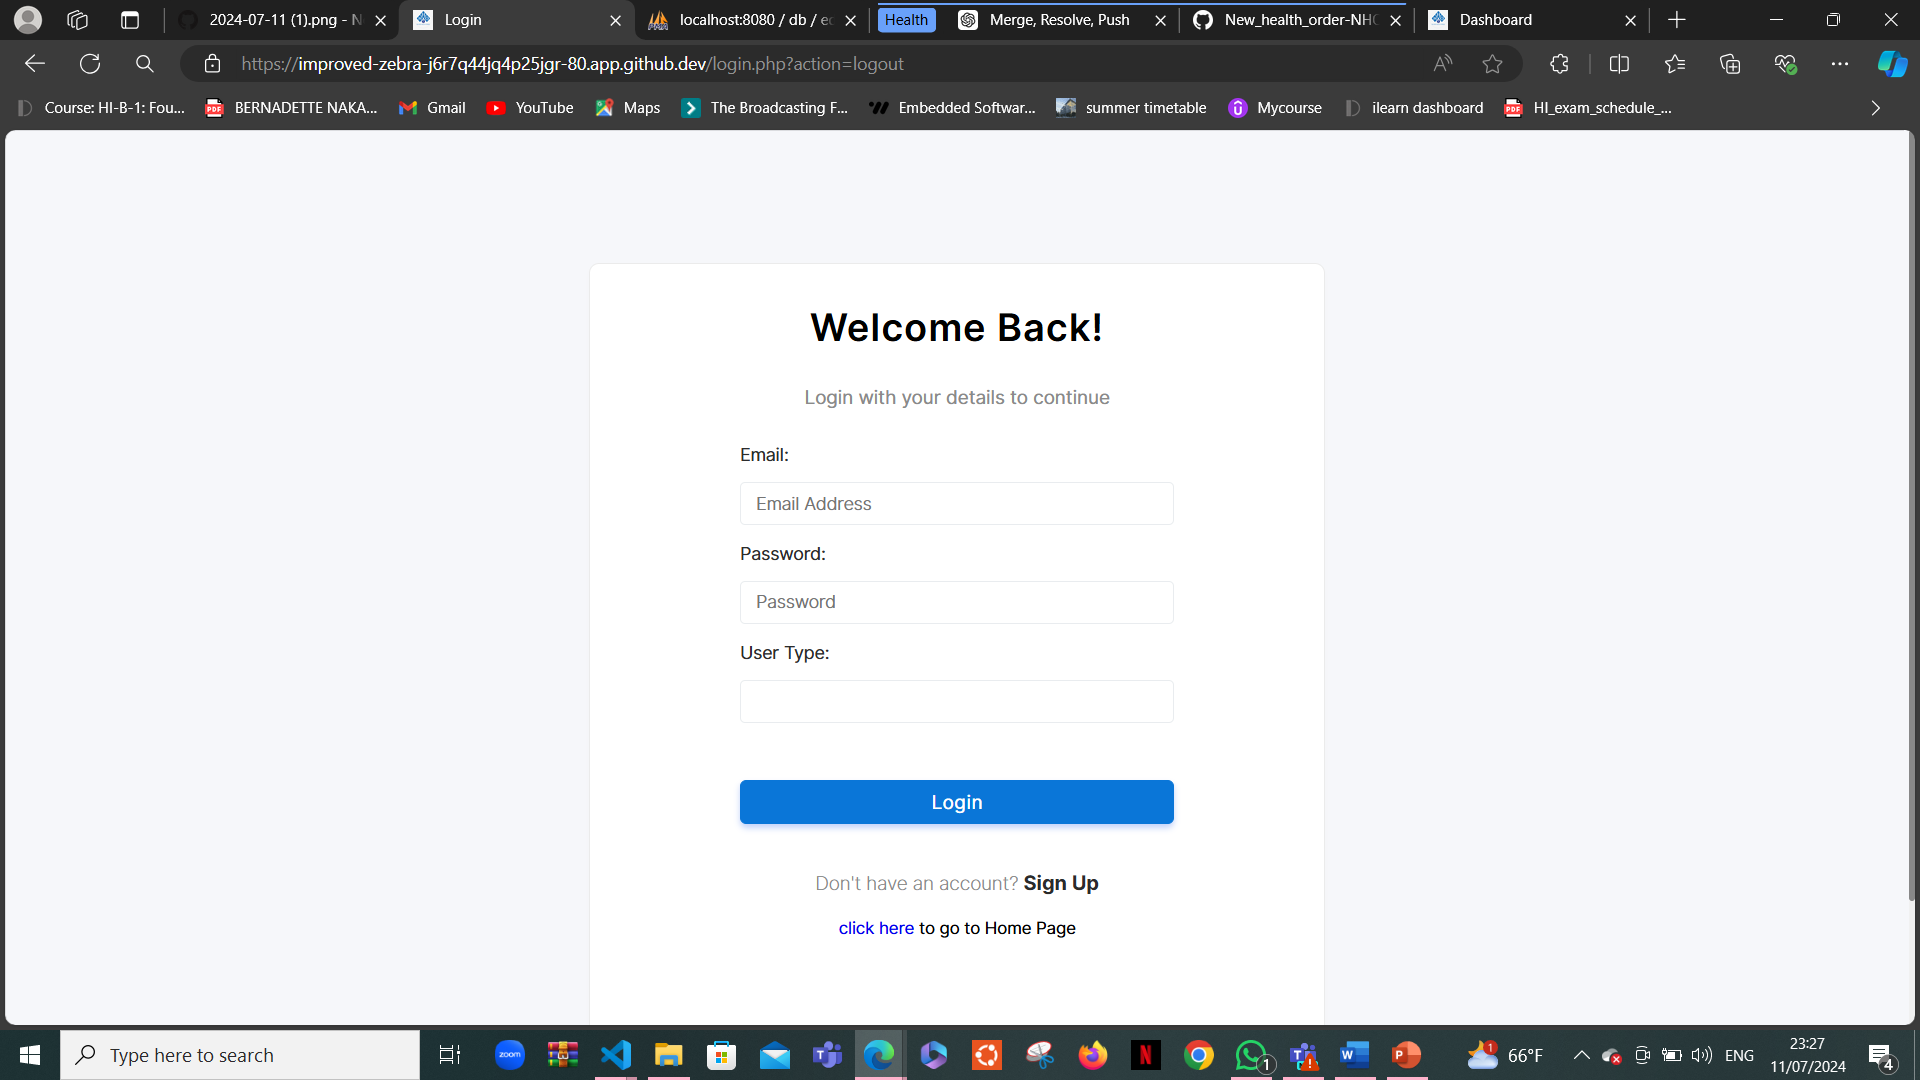 2024-07-11 (1).png - N
Login
localhost:8080 / db / ec
Health
Merge, Resolve, Push
New_health_order-NHO
Dashboard
https://improved-zebra-j6r7q44jq4p25jgr-80.app.github.dev/login.php?action=logout
Course: HI-B-1: Fou...
BERNADETTE NAKA...
Gmail
YouTube
Maps
The Broadcasting F...
Embedded Softwar...
summer timetable
Mycourse
ilearn dashboard
HI_exam_schedule_...
Welcome Back!
Login with your details to continue
Email:
Email Address
Password:
Password
User Type:
Login
Don't have an account? Sign Up
click here to go to Home Page
Type here to search
zoom
1
1
66°F
ENG
23:27
11/07/2024
4